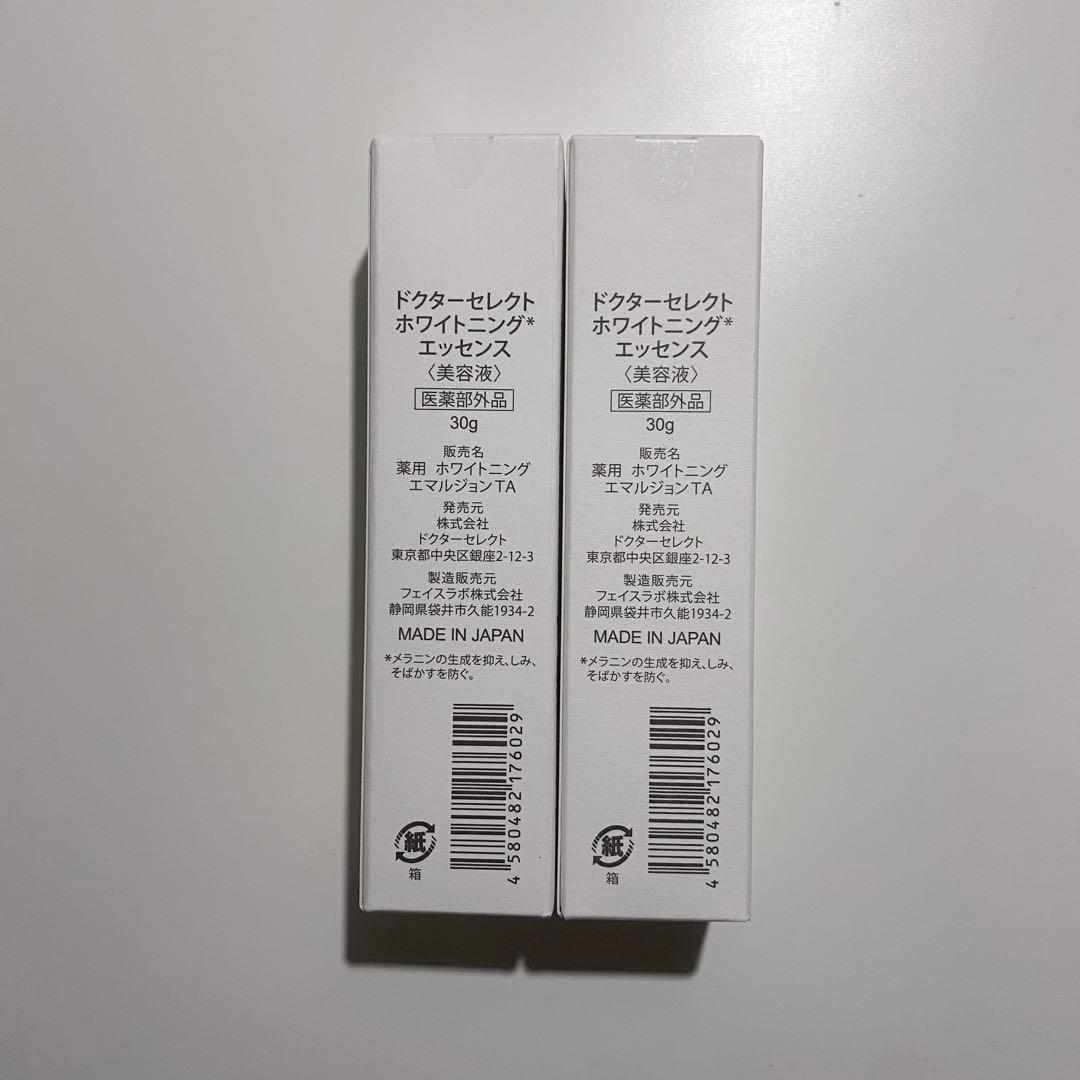 ドクターセレクト
ホワイトニング*
エッセンス
〈美容液〉
医薬部外品
30g
販売名
薬用 ホワイトニング
エマルジョンTA
発売元
株式会社
ドクターセレクト
東京都中央区銀座2-12-3
製造販売元
フェイスラボ株式会社
静岡県袋井市久能1934-2
MADE IN JAPAN
*メラニンの生成を抑え、しみ、
そばかすを防ぐ。
4 580482 176029
紙
箱
ドクターセレクト
ホワイトニング*
エッセンス
〈美容液〉
医薬部外品
30g
販売名
薬用 ホワイトニング
エマルジョンTA
発売元
株式会社
ドクターセレクト
東京都中央区銀座2-12-3
製造販売元
フェイスラボ株式会社
静岡県袋井市久能1934-2
MADE IN JAPAN
*メラニンの生成を抑え、しみ、
そばかすを防ぐ。
4 580482 176029
紙
箱